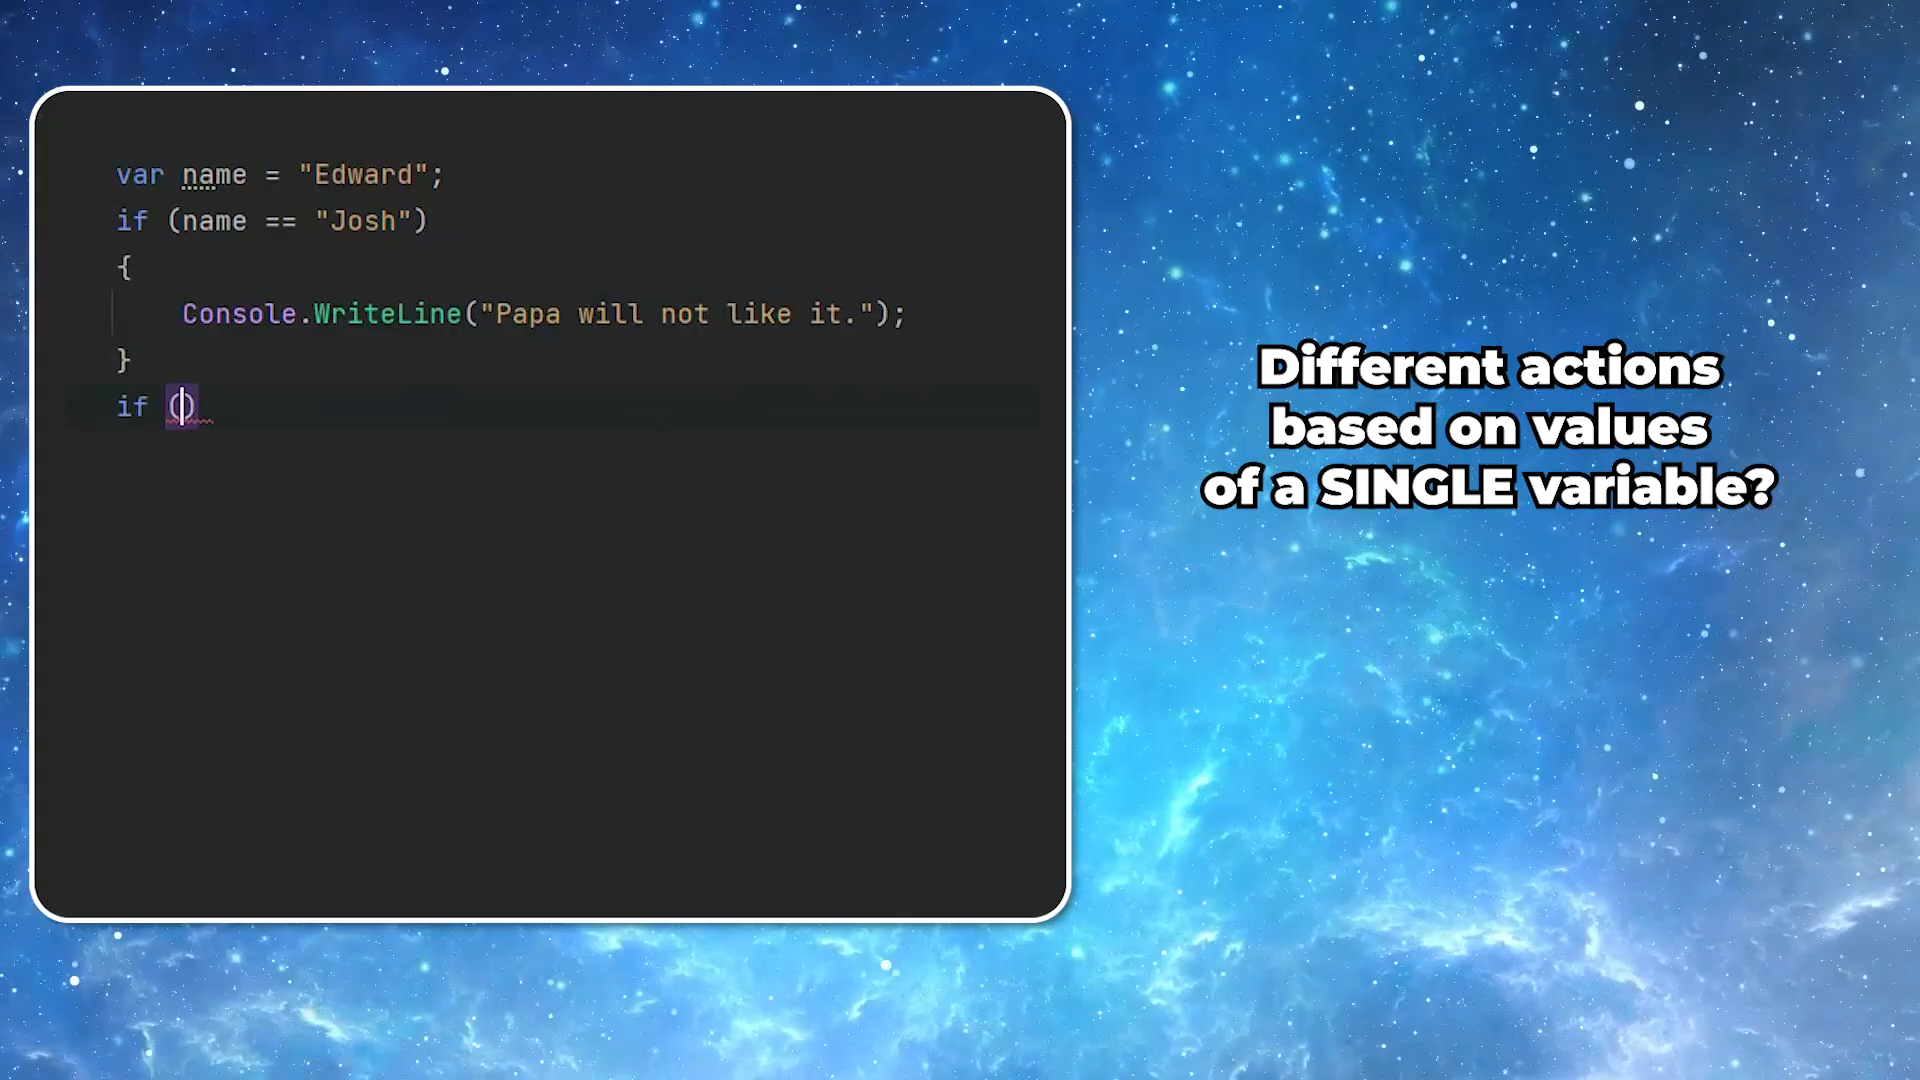 var name = "Edward";
if (name == "Josh")
{
Console.WriteLine("Papa will not like it.");
}
if ()
Different actions
based on values
of a SINGLE variable?